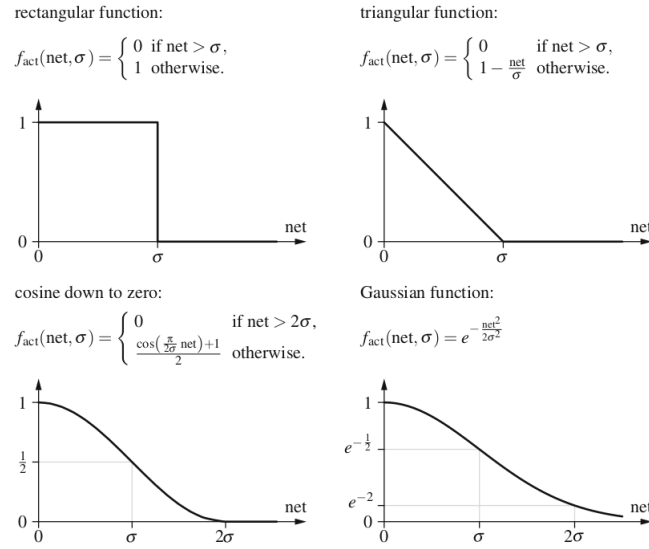 rectangular function:
f_act(net, σ) = { 0 if net > σ,
1 otherwise.
1
0
0
σ
net
triangular function:
f_act(net, σ) = { 0 if net > σ,
1 − net/σ otherwise.
1
0
0
σ
net
cosine down to zero:
f_act(net, σ) = { 0 if net > 2σ,
(cos(π/2σ net)+1)/2 otherwise.
1
1/2
0
0
σ
2σ
net
Gaussian function:
f_act(net, σ) = e^(−net²/2σ²)
1
e^(−1/2)
e^(−2)
0
0
σ
2σ
net